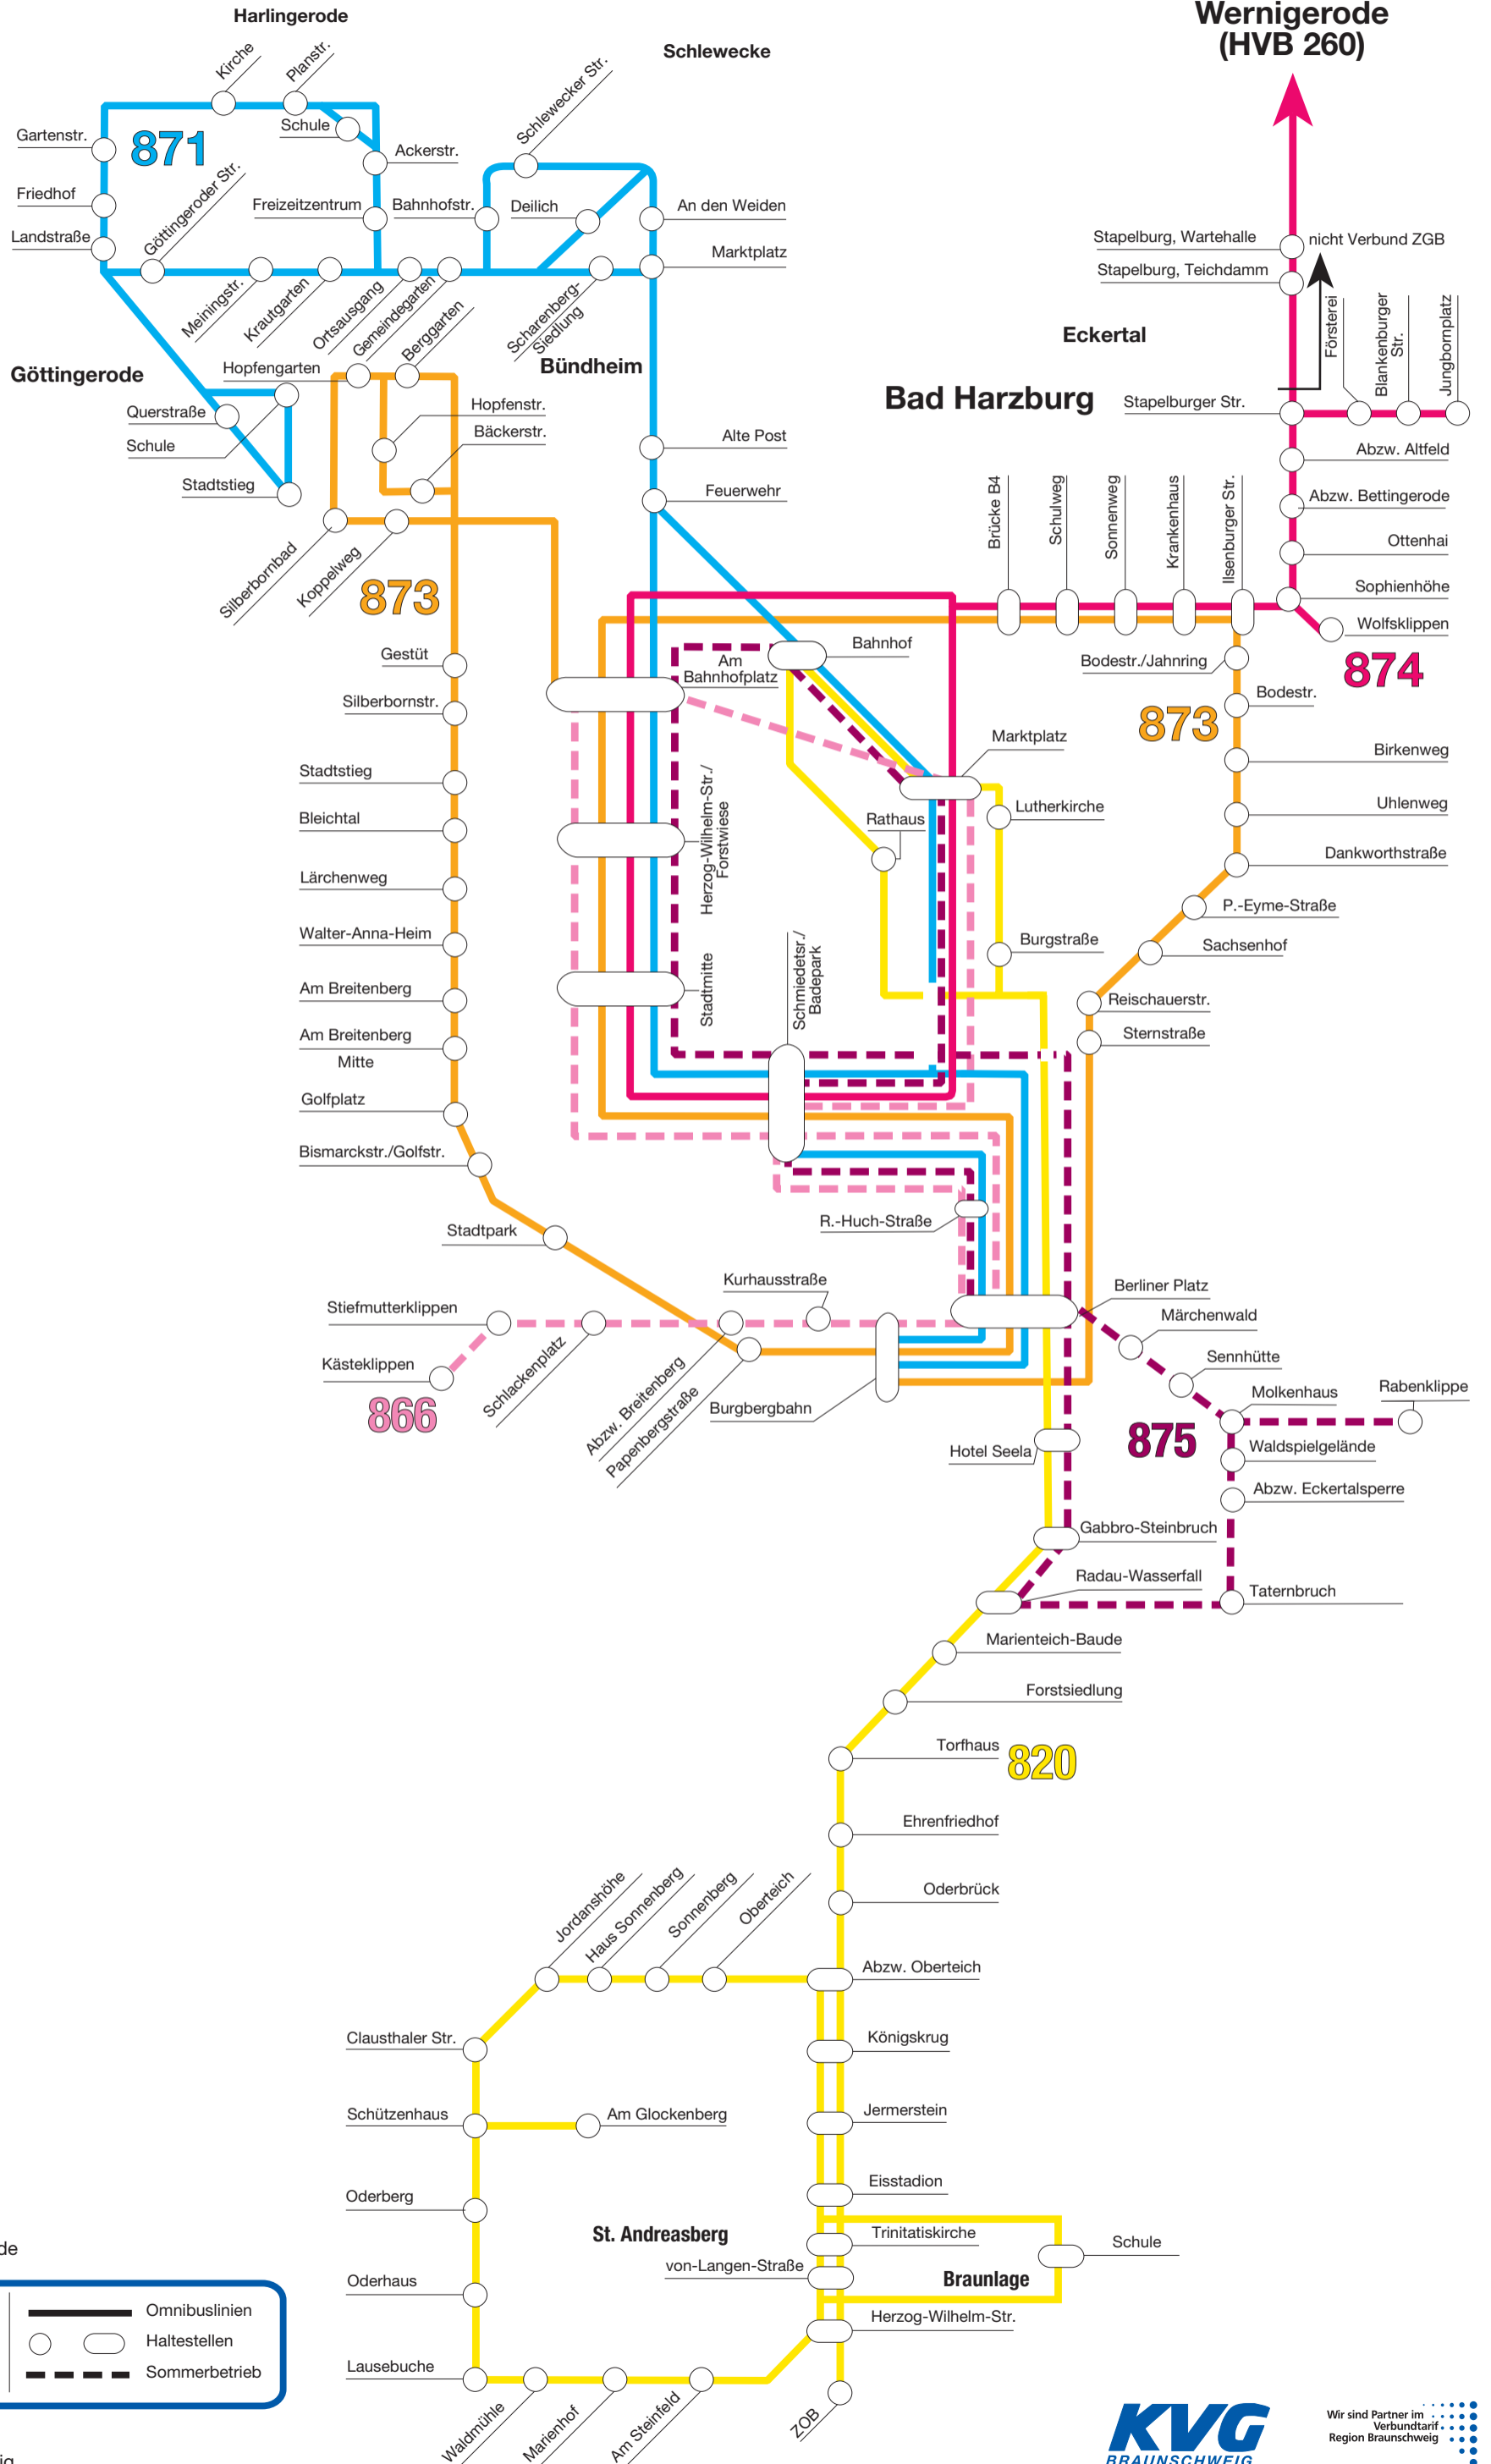 Harlingerode
Wernigerode
(HVB 260)
Schlewecke
Kirche
Planstr.
Schule
Gartenstr.
871
Ackerstr.
Schlewecker Str.
Friedhof
Göttingeroder Str.
Freizeitzentrum
Bahnhofstr.
Deilich
An den Weiden
Landstraße
Marktplatz
Stapelburg, Wartehalle
nicht Verbund ZGB
Stapelburg, Teichdamm
Meiningstr.
Krautgarten
Ortsausgang
Gemeindegarten
Berggarten
Scharenberg-
Siedlung
Eckertal
Försterei
Blankenburger
Str.
Jungbornplatz
Göttingerode
Hopfengarten
Bündheim
Bad Harzburg
Querstraße
Hopfenstr.
Stapelburger Str.
Schule
Bäckerstr.
Alte Post
Abzw. Altfeld
Stadtstieg
Feuerwehr
Abzw. Bettingerode
Brücke B4
Schulweg
Sonnenweg
Krankenhaus
Ilsenburger Str.
Ottenhai
Silberbornbad
Koppelweg
873
Sophienhöhe
Wolfsklippen
874
Gestüt
Am
Bahnhofplatz
Bahnhof
Bodestr./Jahnring
Silberbornstr.
Bodestr.
873
Marktplatz
Birkenweg
Stadtstieg
Herzog-Wilhelm-Str./
Forstwiese
Rathaus
Lutherkirche
Uhlenweg
Bleichtal
Dankworthstraße
Lärchenweg
P.-Eyme-Straße
Walter-Anna-Heim
Stadtmitte
Schmiedetsr./
Badepark
Burgstraße
Sachsenhof
Am Breitenberg
Reischauerstr.
Am Breitenberg
Mitte
Sternstraße
Golfplatz
Bismarckstr./Golfstr.
Stadtpark
R.-Huch-Straße
Kurhausstraße
Berliner Platz
Stiefmutterklippen
Märchenwald
Kästeklippen
Sennhütte
866
Schlackenplatz
Abzw. Breitenberg
Papenbergstraße
Burgbergbahn
Molkenhaus
Rabenklippe
875
Hotel Seela
Waldspielgelände
Abzw. Eckertalsperre
Gabbro-Steinbruch
Radau-Wasserfall
Taternbruch
Marienteich-Baude
Forstsiedlung
Torfhaus
820
Ehrenfriedhof
Oderbrück
Jordanshöhe
Haus Sonnenberg
Sonnenberg
Oberteich
Abzw. Oberteich
Clausthaler Str.
Königskrug
Schützenhaus
Am Glockenberg
Jermerstein
Oderberg
Eisstadion
St. Andreasberg
Trinitatiskirche
Schule
von-Langen-Straße
Braunlage
Oderhaus
Herzog-Wilhelm-Str.
Lausebuche
Waldmühle
Marienhof
Am Steinfeld
ZOB
de
Omnibuslinien
Haltestellen
Sommerbetrieb
KVG
BRAUNSCHWEIG
Wir sind Partner im
Verbundtarif
Region Braunschweig